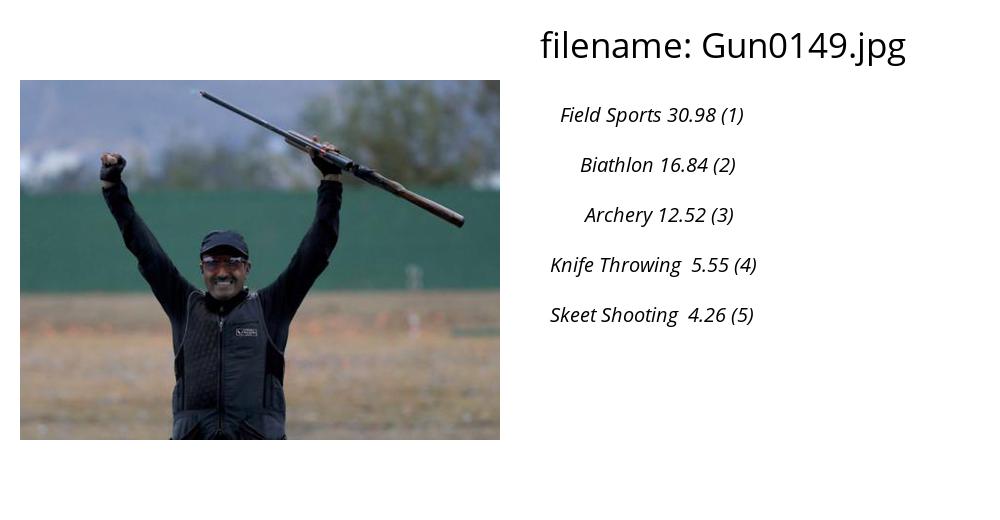 filename: Gun0149.jpg
Field Sports 30.98 (1)
Biathlon 16.84 (2)
Archery 12.52 (3)
Knife Throwing 5.55 (4)
Skeet Shooting 4.26 (5)